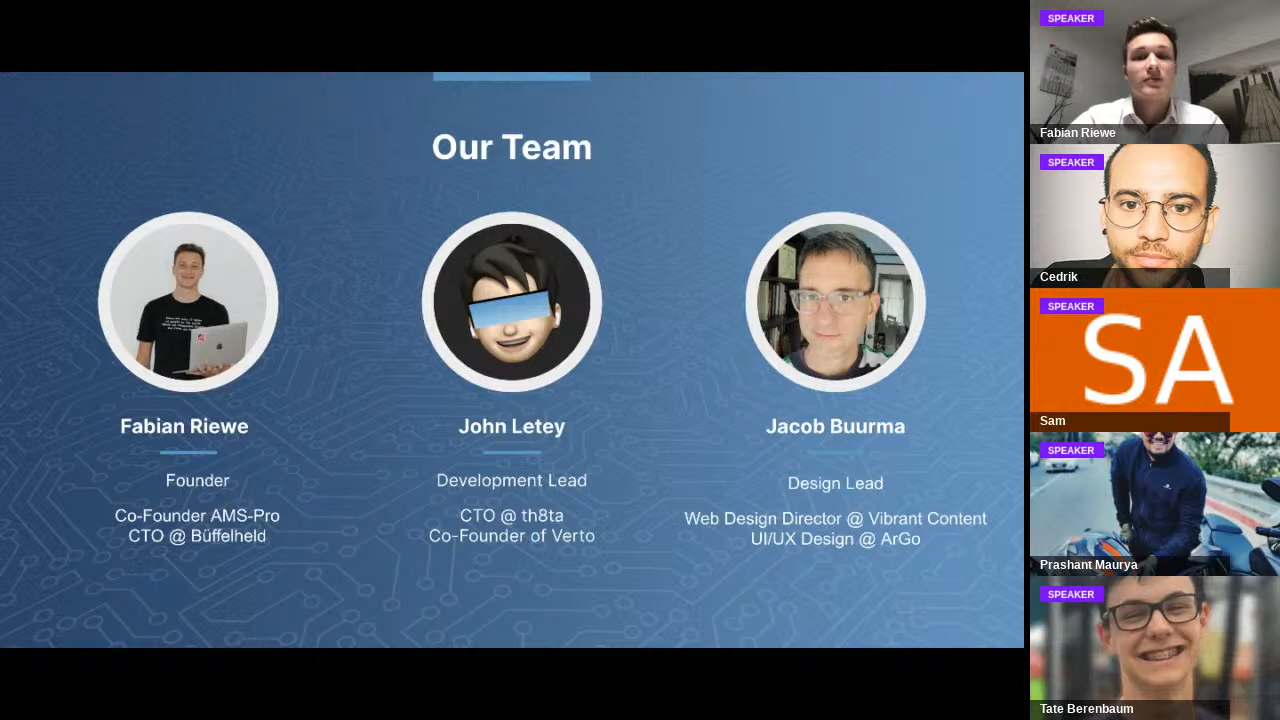 Our Team
Fabian Riewe
Founder
Co-Founder AMS-Pro
CTO @ Büffelheld
John Letey
Development Lead
CTO @ th8ta
Co-Founder of Verto
Jacob Buurma
Design Lead
Web Design Director @ Vibrant Content
UI/UX Design @ ArGo
SPEAKER
Fabian Riewe
SPEAKER
Cedrik
SPEAKER
SA
Sam
SPEAKER
Prashant Maurya
SPEAKER
Tate Berenbaum